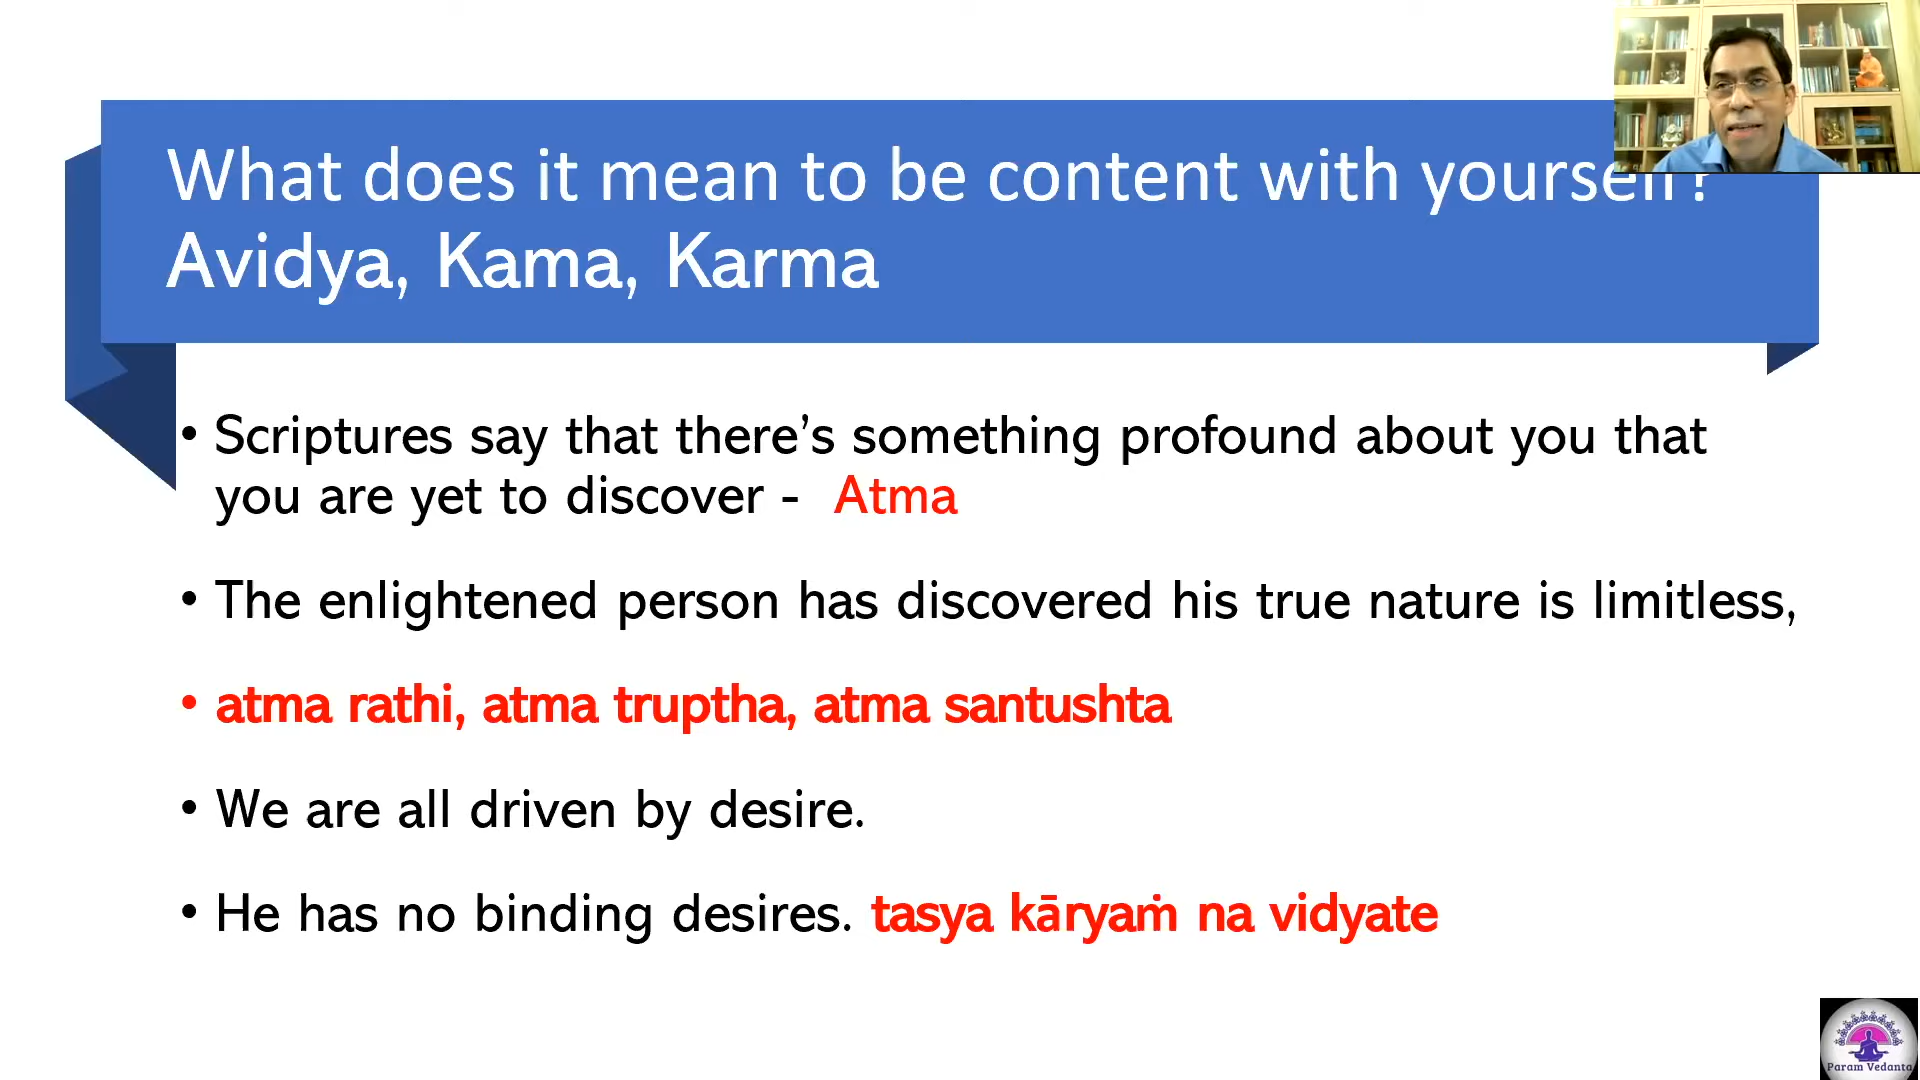 What does it mean to be content with yourself?
Avidya, Kama, Karma
• Scriptures say that there's something profound about you that
you are yet to discover - Atma
• The enlightened person has discovered his true nature is limitless,
• atma rathi, atma truptha, atma santushta
• We are all driven by desire.
• He has no binding desires. tasya kāryaṁ na vidyate
Param Vedanta